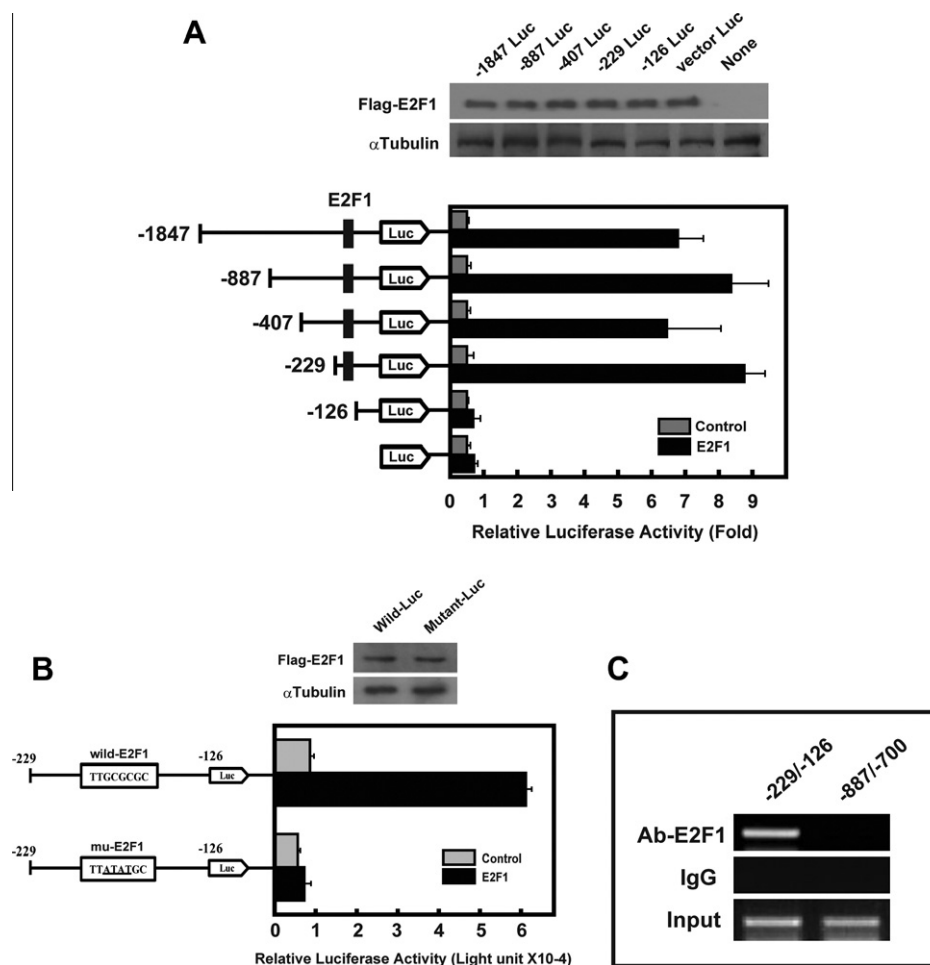 A
-1847 Luc
-887 Luc
-407 Luc
-229 Luc
-126 Luc
vector Luc
None
Flag-E2F1
αTubulin
E2F1
-1847
Luc
-887
Luc
-407
Luc
-229
Luc
-126
Luc
Luc
Control
E2F1
0 1 2 3 4 5 6 7 8 9
Relative Luciferase Activity (Fold)
B
Wild-Luc
Mutant-Luc
Flag-E2F1
αTubulin
-229
wild-E2F1
TTGCGCGC
-126
Luc
-229
mu-E2F1
TTATATGC
-126
Luc
Control
E2F1
0 1 2 3 4 5 6
Relative Luciferase Activity (Light unit X10-4)
C
-229/-126
-887/-700
Ab-E2F1
IgG
Input